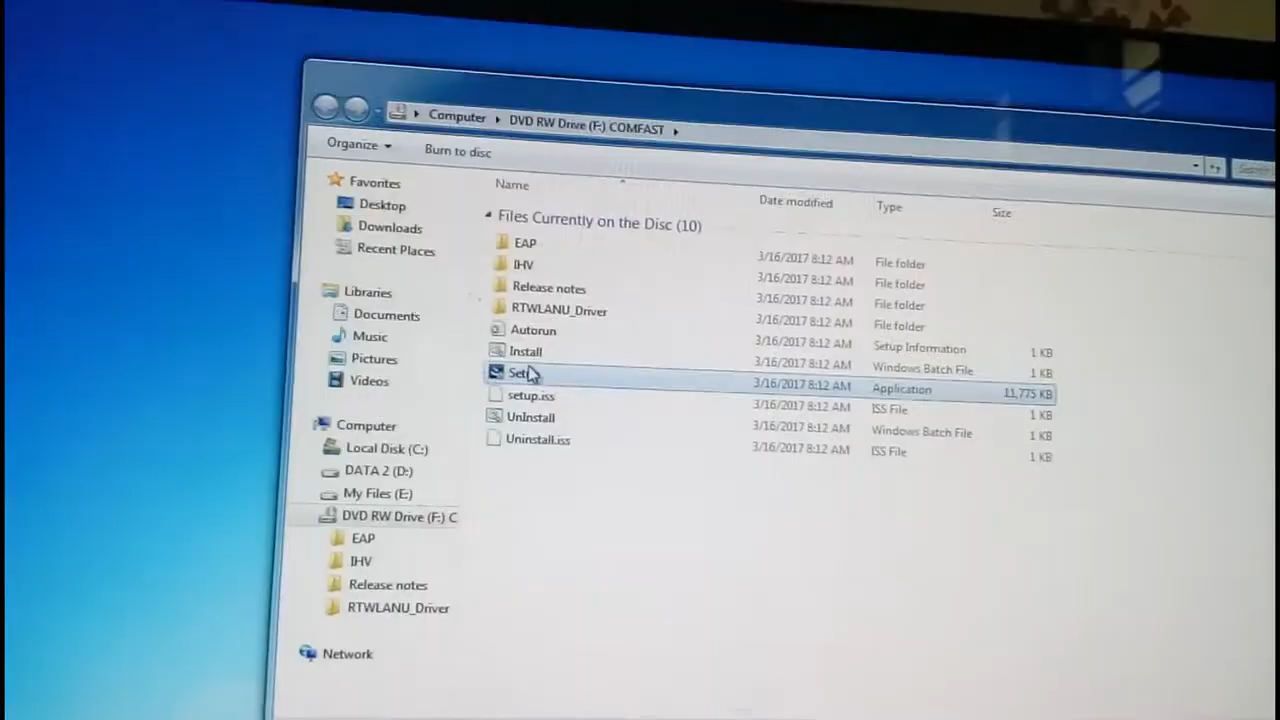 Computer DVD RW Drive (F:) COMFAST
Organize Burn to disc
Name Date modified Type Size
Files Currently on the Disc (10)
EAP 3/16/2017 8:12 AM File folder
IHV 3/16/2017 8:12 AM File folder
Release notes 3/16/2017 8:12 AM File folder
RTWLANU_Driver 3/16/2017 8:12 AM File folder
Autorun 3/16/2017 8:12 AM Setup Information 1 KB
Install 3/16/2017 8:12 AM Windows Batch File 1 KB
Setu 3/16/2017 8:12 AM Application 11,775 KB
setup.iss 3/16/2017 8:12 AM ISS File 1 KB
UnInstall 3/16/2017 8:12 AM Windows Batch File 1 KB
Uninstall.iss 3/16/2017 8:12 AM ISS File 1 KB
Favorites
Desktop
Downloads
Recent Places
Libraries
Documents
Music
Pictures
Videos
Computer
Local Disk (C:)
DATA 2 (D:)
My Files (E:)
DVD RW Drive (F:) C
EAP
IHV
Release notes
RTWLANU_Driver
Network